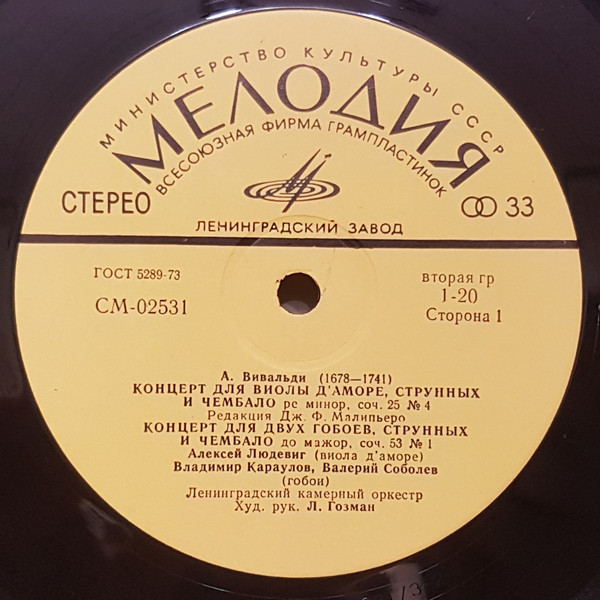 МИНИСТЕРСТВО КУЛЬТУРЫ СССР
МЕЛОДИЯ
ВСЕСОЮЗНАЯ ФИРМА ГРАМПЛАСТИНОК
СТЕРЕО
33
ЛЕНИНГРАДСКИЙ ЗАВОД
ГОСТ 5289-73
СМ-02531
вторая гр
1-20
Сторона 1
А. Вивальди (1678—1741)
КОНЦЕРТ ДЛЯ ВИОЛЫ Д'АМОРЕ, СТРУННЫХ
И ЧЕМБАЛО ре минор, соч. 25 № 4
Редакция Дж. Ф. Малипьеро
КОНЦЕРТ ДЛЯ ДВУХ ГОБОЕВ, СТРУННЫХ
И ЧЕМБАЛО до мажор, соч. 53 № 1
Алексей Людевиг (виола д'аморе)
Владимир Караулов, Валерий Соболев
(гобои)
Ленинградский камерный оркестр
Худ. рук. Л. Гозман